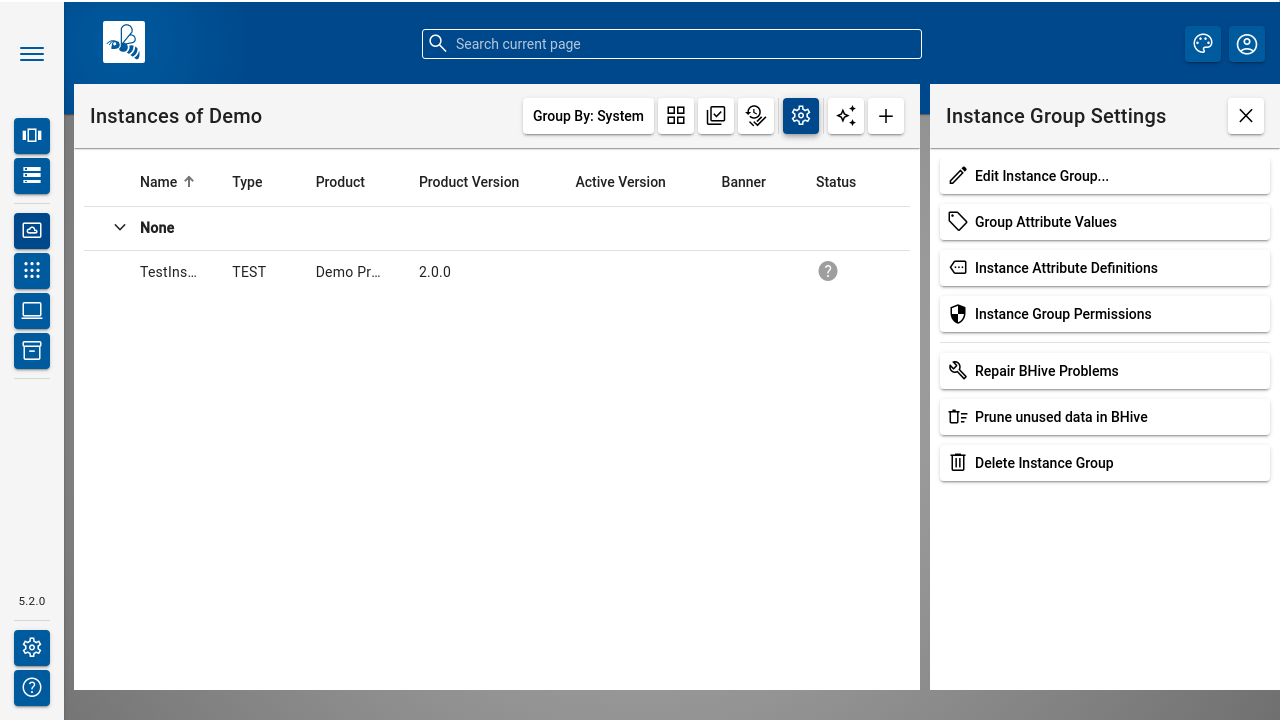 Search current page
Instances of Demo
Group By: System
Instance Group Settings
Name
Type
Product
Product Version
Active Version
Banner
Status
None
TestIns…
TEST
Demo Pr…
2.0.0
?
Edit Instance Group...
Group Attribute Values
Instance Attribute Definitions
Instance Group Permissions
Repair BHive Problems
Prune unused data in BHive
Delete Instance Group
5.2.0